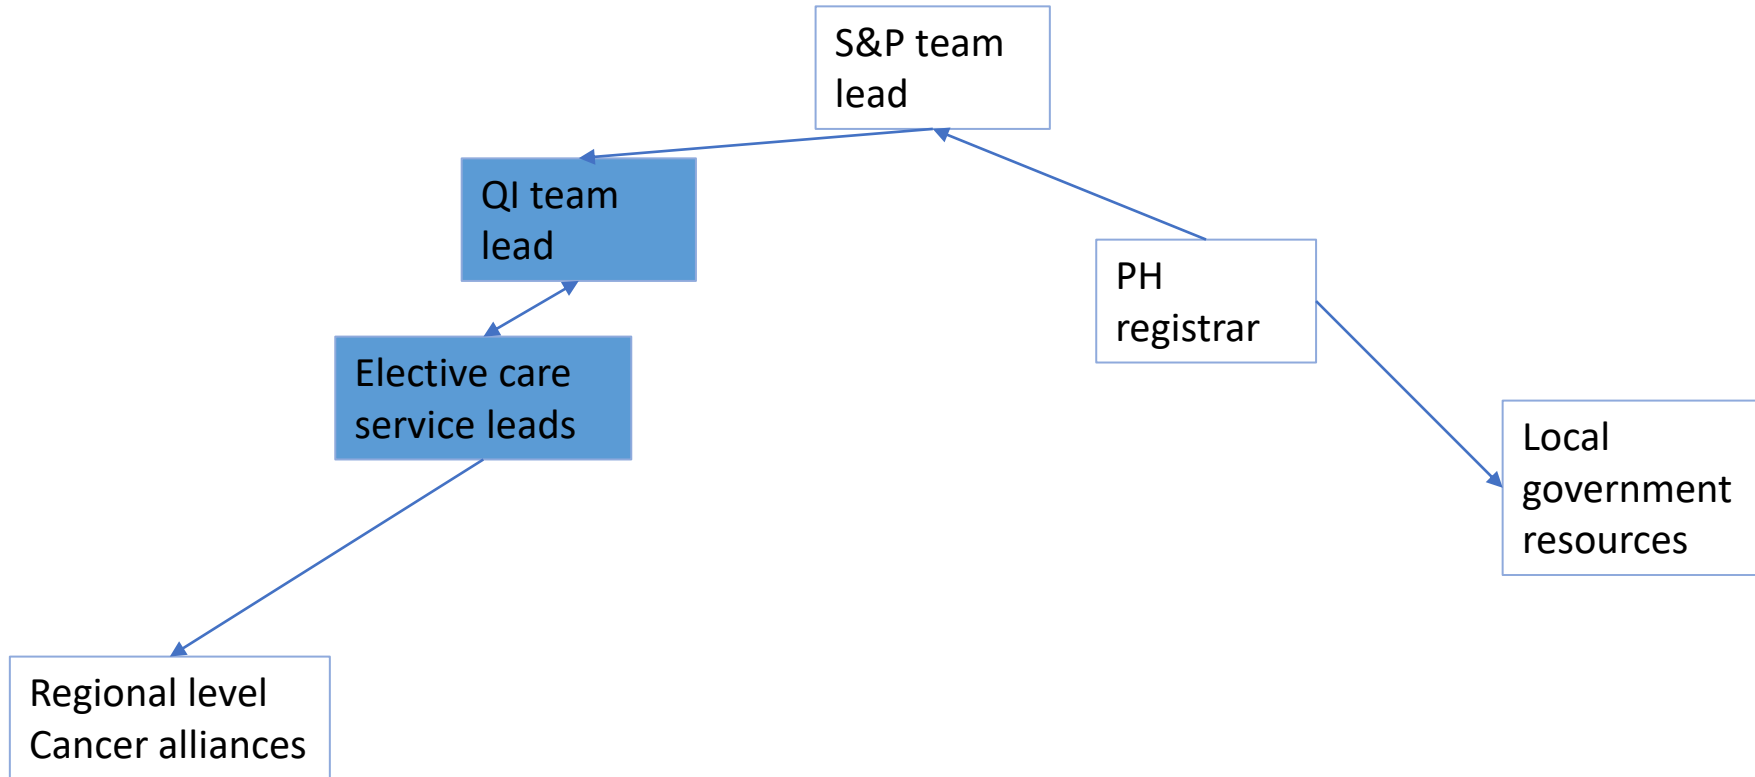 S&P team
lead
QI team
lead
PH
registrar
Elective care
service leads
Local
government
resources
Regional level
Cancer alliances